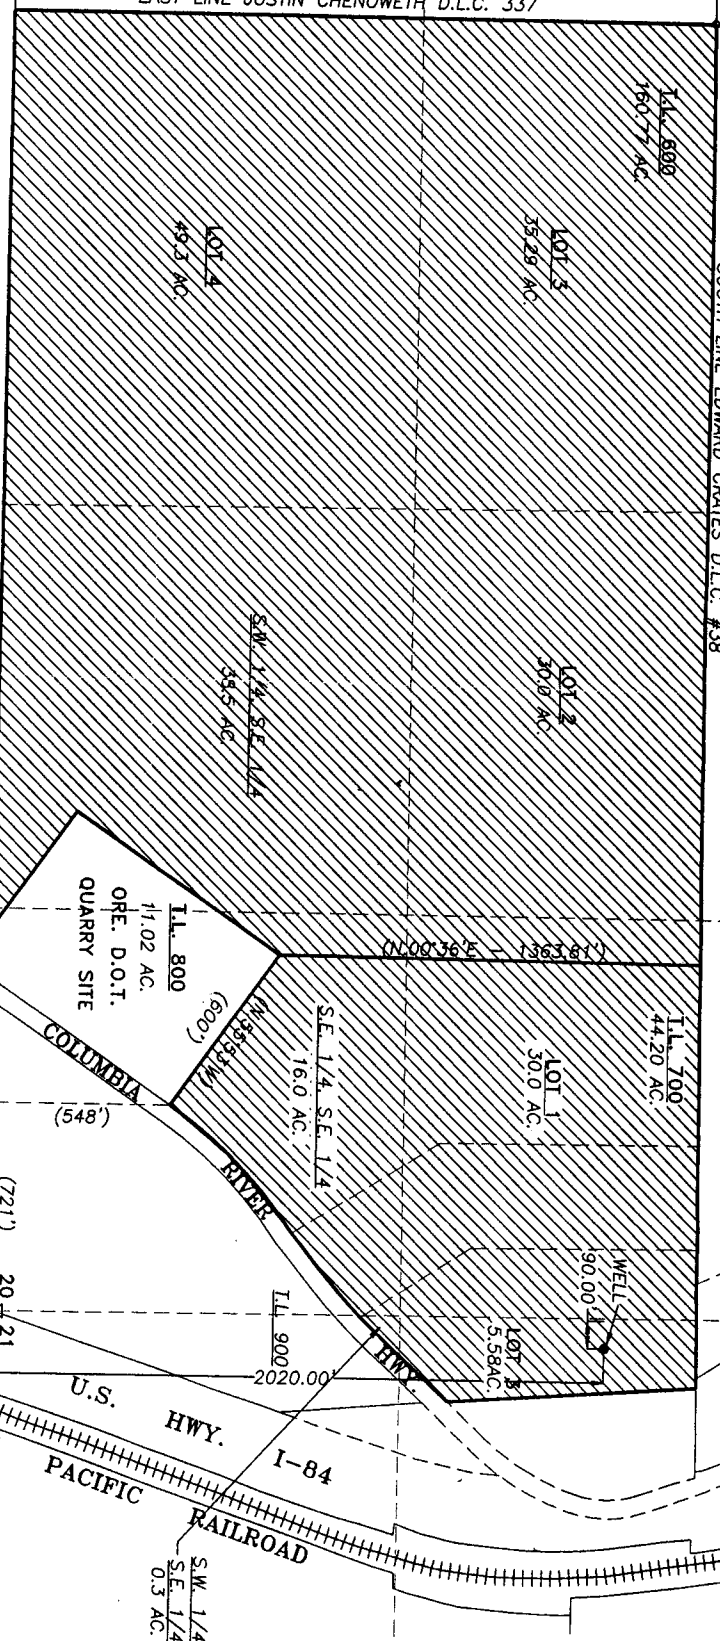 EAST LINE JUSTIN CHENOWETH D.L.C. 337
T.L. 600
160.77 AC.
SOUTH LINE EDWARD CRATES D.L.C. #38
LOT 3
35.29 AC.
LOT 4
49.3 AC.
LOT 2
30.0 AC.
S.W. 1/4 S.E. 1/4
38.5 AC.
T.L. 800
11.02 AC.
ORE. D.O.T.
QUARRY SITE
(N.00°36'E - 1363.81')
(N55°53'W)
(600')
T.L. 700
44.20 AC.
LOT 1
30.0 AC.
S.E. 1/4 S.E. 1/4
16.0 AC.
COLUMBIA
RIVER
HWY.
(548')
(721')
20
21
T.L. 900
2020.00'
WELL
90.00'
LOT
5.58AC.
U.S.
HWY.
I-84
PACIFIC
RAILROAD
S.W. 1/4
S.E. 1/4
0.3 AC.